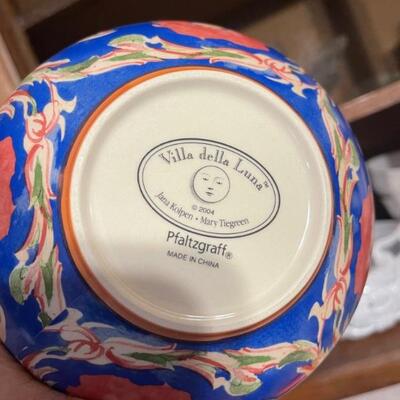 Villa della Luna™
© 2004
Jana Kolpen • Mary Tiegreen
Pfaltzgraff®
MADE IN CHINA